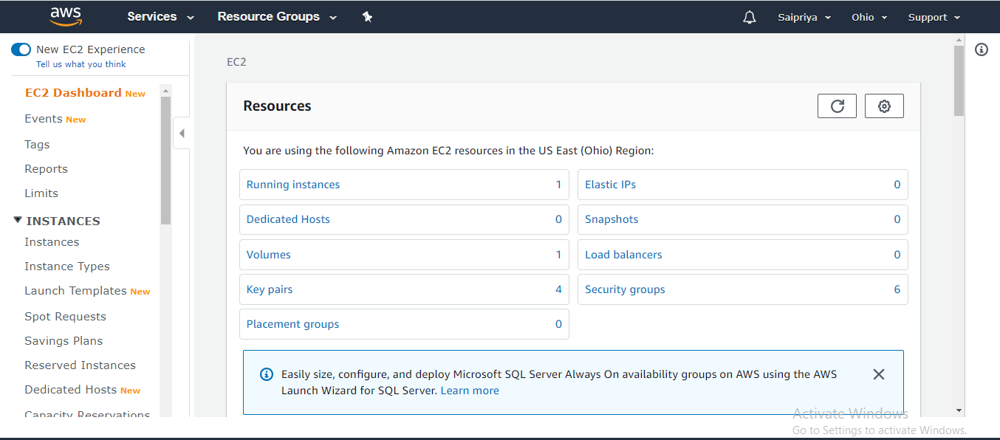 aws Services Resource Groups Saipriya Ohio Support
New EC2 Experience
Tell us what you think
EC2 Dashboard New
Events New
Tags
Reports
Limits
INSTANCES
Instances
Instance Types
Launch Templates New
Spot Requests
Savings Plans
Reserved Instances
Dedicated Hosts New
Capacity Reservations
EC2
Resources
You are using the following Amazon EC2 resources in the US East (Ohio) Region:
Running instances 1
Elastic IPs 0
Dedicated Hosts 0
Snapshots 0
Volumes 1
Load balancers 0
Key pairs 4
Security groups 6
Placement groups 0
Easily size, configure, and deploy Microsoft SQL Server Always On availability groups on AWS using the AWS
Launch Wizard for SQL Server. Learn more
Activate Windows
Go to Settings to activate Windows.